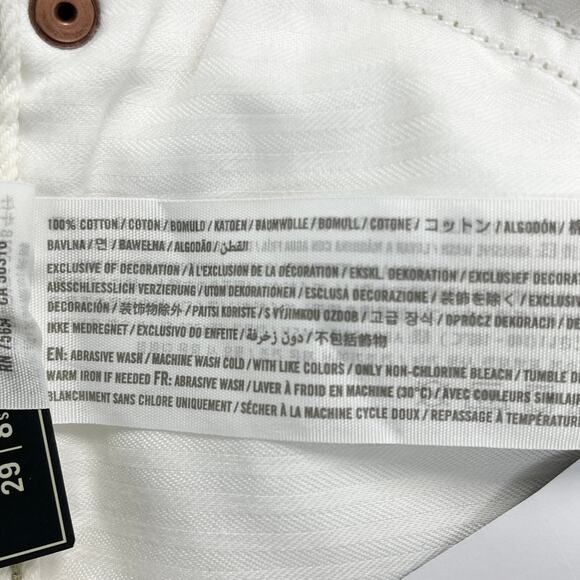 100% COTTON / COTON / BOMULD / KATOEN / BAUMWOLLE / BOMULL / COTONE / コットン / ALGODÓN / 棉
BAVLNA / 면 / BAWEŁNA / ALGODÃO / القطن
EXCLUSIVE OF DECORATION / À L'EXCLUSION DE LA DÉCORATION / EKSKL. DEKORATION / EXCLUSIEF DECORA
AUSSCHLIESSLICH VERZIERUNG / UTOM DEKORATIONEN / ESCLUSA DECORAZIONE / 装飾を除く / EXCLUSIÓN
DECORACIÓN / 装饰物除外 / PAITSI KORISTE / S VÝJIMKOU OZDOB / 고급 장식 / OPRÓCZ DEKORACJI / DE
IKKE MEDREGNET / EXCLUSIVO DO ENFEITE / دون زخرفة / 不包括飾物
EN: ABRASIVE WASH / MACHINE WASH COLD / WITH LIKE COLORS / ONLY NON-CHLORINE BLEACH / TUMBLE D
WARM IRON IF NEEDED FR: ABRASIVE WASH / LAVER À FROID EN MACHINE (30°C) / AVEC COULEURS SIMILAI
BLANCHIMENT SANS CHLORE UNIQUEMENT / SÉCHER À LA MACHINE CYCLE DOUX / REPASSAGE À TEMPÉRATUR
29 | 8S